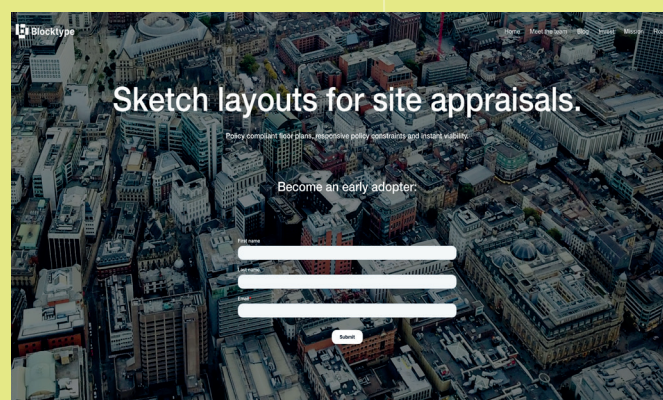 Blocktype
Home Meet the team Blog Invest Mission
Sketch layouts for site appraisals.
Policy compliant floor plans, responsive policy constraints and instant viability.
Become an early adopter:
First name
Last name
Email
Submit